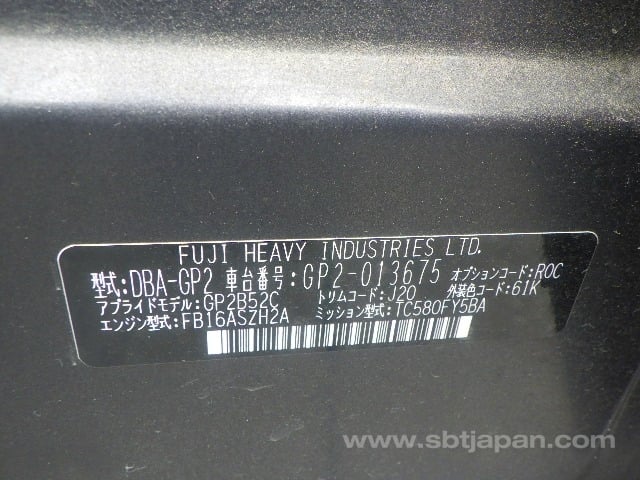 FUJI HEAVY INDUSTRIES LTD.
型式:DBA-GP2 車台番号:GP2-013675 オプションコード:ROC
アプライドモデル:GP2B52C トリムコード:J20 外装色コード:61K
エンジン型式:FB16ASZH2A ミッション型式:TC580FY5BA
www.sbtjapan.com